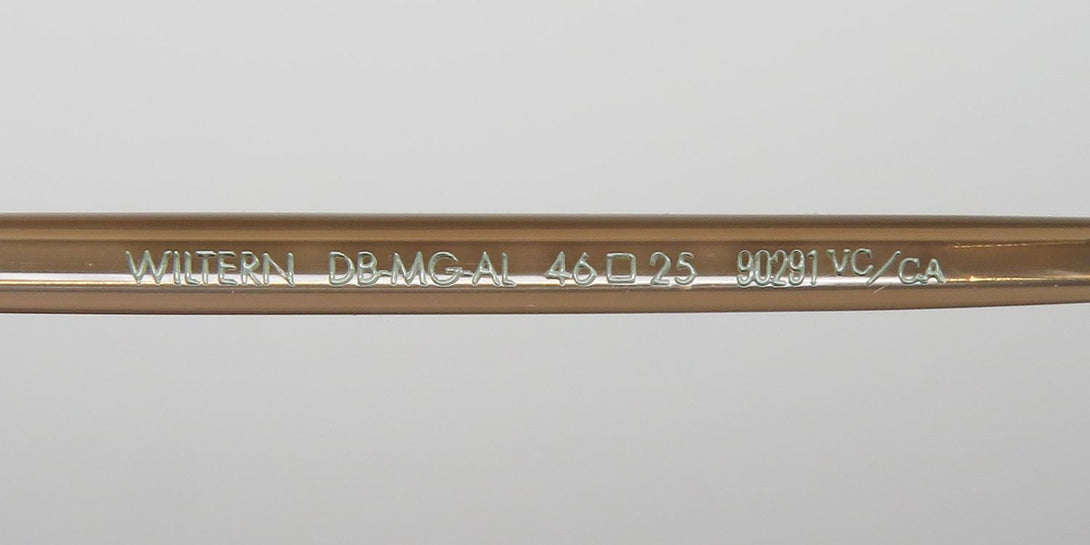 WILTERN DB-MG-AL 46□25 90291 VC/CA